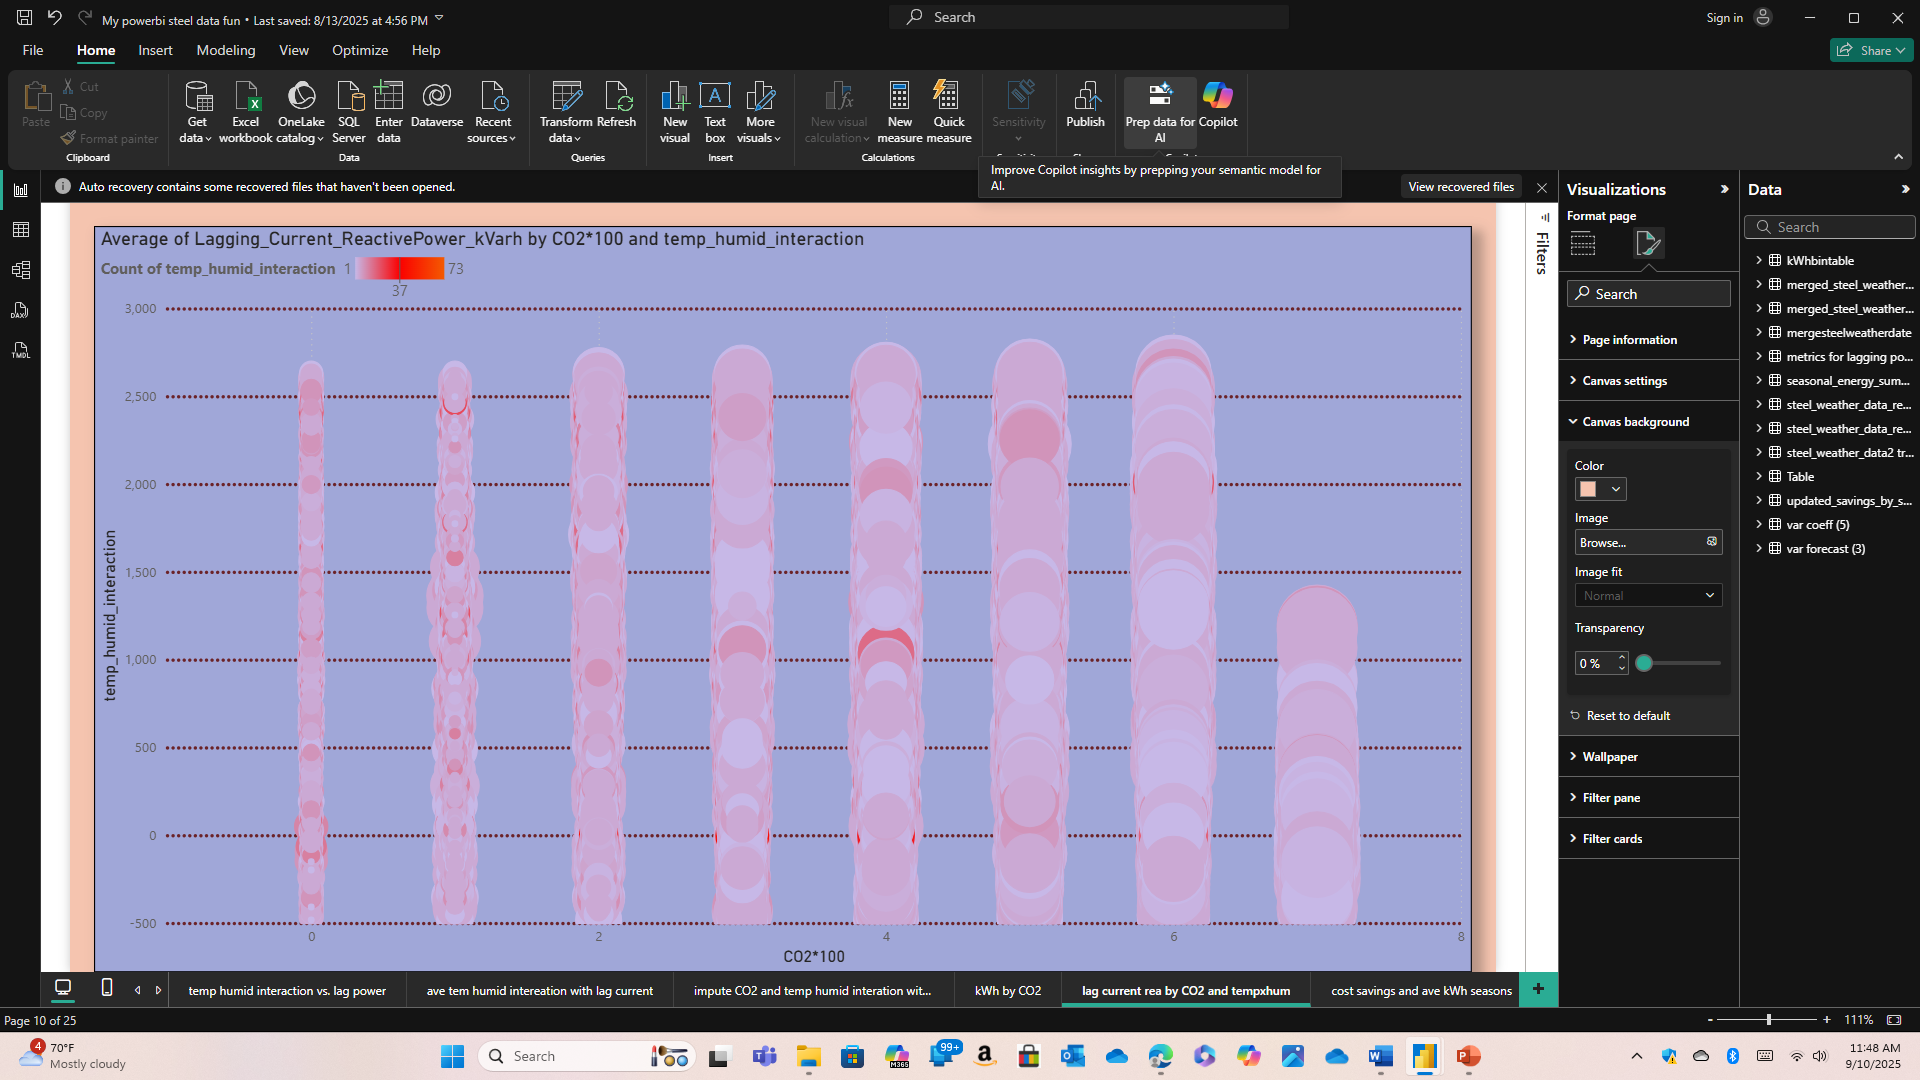 My powerbi steel data fun • Last saved: 8/13/2025 at 4:56 PM
Search
Sign in
File Home Insert Modeling View Optimize Help
Share
Paste
Cut
Copy
Format painter
Clipboard
Get data
Excel workbook
OneLake catalog
SQL Server
Enter data
Dataverse
Recent sources
Data
Transform data
Refresh
Queries
New visual
Text box
More visuals
Insert
New visual calculation
New measure
Quick measure
Calculations
Sensitivity
Publish
Prep data for AI
Copilot
Improve Copilot insights by prepping your semantic model for
AI.
Auto recovery contains some recovered files that haven't been opened.
View recovered files
DAX
TMDL
Average of Lagging_Current_ReactivePower_kVarh by CO2*100 and temp_humid_interaction
Count of temp_humid_interaction 1 73
37
3,000
2,500
2,000
1,500
1,000
500
0
-500
temp_humid_interaction
0 2 4 6 8
CO2*100
Filters
Visualizations
Format page
Search
Page information
Canvas settings
Canvas background
Color
Image
Browse...
Image fit
Normal
Transparency
0 %
Reset to default
Wallpaper
Filter pane
Filter cards
Data
Search
kWhbintable
merged_steel_weather...
merged_steel_weather...
mergesteelweatherdate
metrics for lagging po...
seasonal_energy_sum...
steel_weather_data_re...
steel_weather_data_re...
steel_weather_data2 tr...
Table
updated_savings_by_s...
var coeff (5)
var forecast (3)
temp humid interaction vs. lag power
ave tem humid intereation with lag current
impute CO2 and temp humid interation wit...
kWh by CO2
lag current rea by CO2 and tempxhum
cost savings and ave kWh seasons
+
Page 10 of 25
- + 111%
4
70°F
Mostly cloudy
Search
M365
99+
11:48 AM
9/10/2025